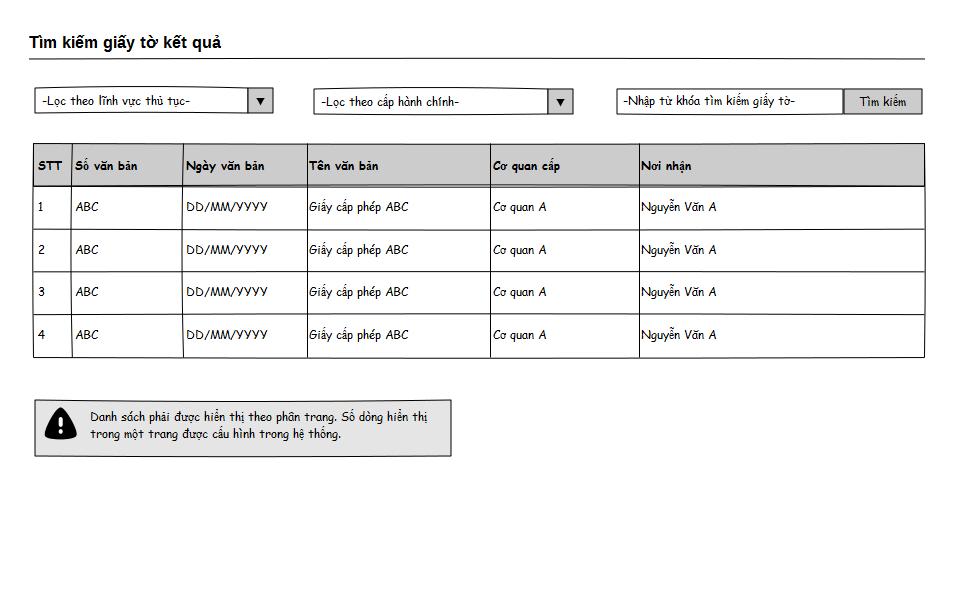 Tìm kiếm giấy tờ kết quả
-Lọc theo lĩnh vực thủ tục- -Lọc theo cấp hành chính- -Nhập từ khóa tìm kiếm giấy tờ- Tìm kiếm
STT Số văn bản Ngày văn bản Tên văn bản Cơ quan cấp Nơi nhận
1 ABC DD/MM/YYYY Giấy cấp phép ABC Cơ quan A Nguyễn Văn A
2 ABC DD/MM/YYYY Giấy cấp phép ABC Cơ quan A Nguyễn Văn A
3 ABC DD/MM/YYYY Giấy cấp phép ABC Cơ quan A Nguyễn Văn A
4 ABC DD/MM/YYYY Giấy cấp phép ABC Cơ quan A Nguyễn Văn A
Danh sách phải được hiển thị theo phân trang. Số dòng hiển thị
trong một trang được cấu hình trong hệ thống.